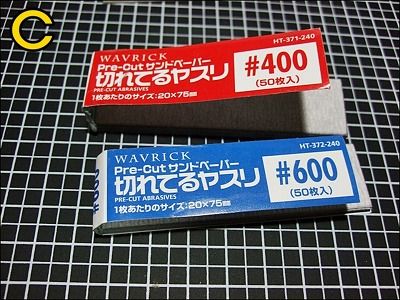 C
WAVRICK
HT-371-240
Pre-Cut サンドペーパー
切れてるヤスリ
PRE-CUT ABRASIVES
1枚あたりのサイズ:20×75㎜
#400
(50枚入)
WAVRICK
HT-372-240
Pre-Cut サンドペーパー
切れてるヤスリ
PRE-CUT ABRASIVES
1枚あたりのサイズ:20×75㎜
#600
(50枚入)